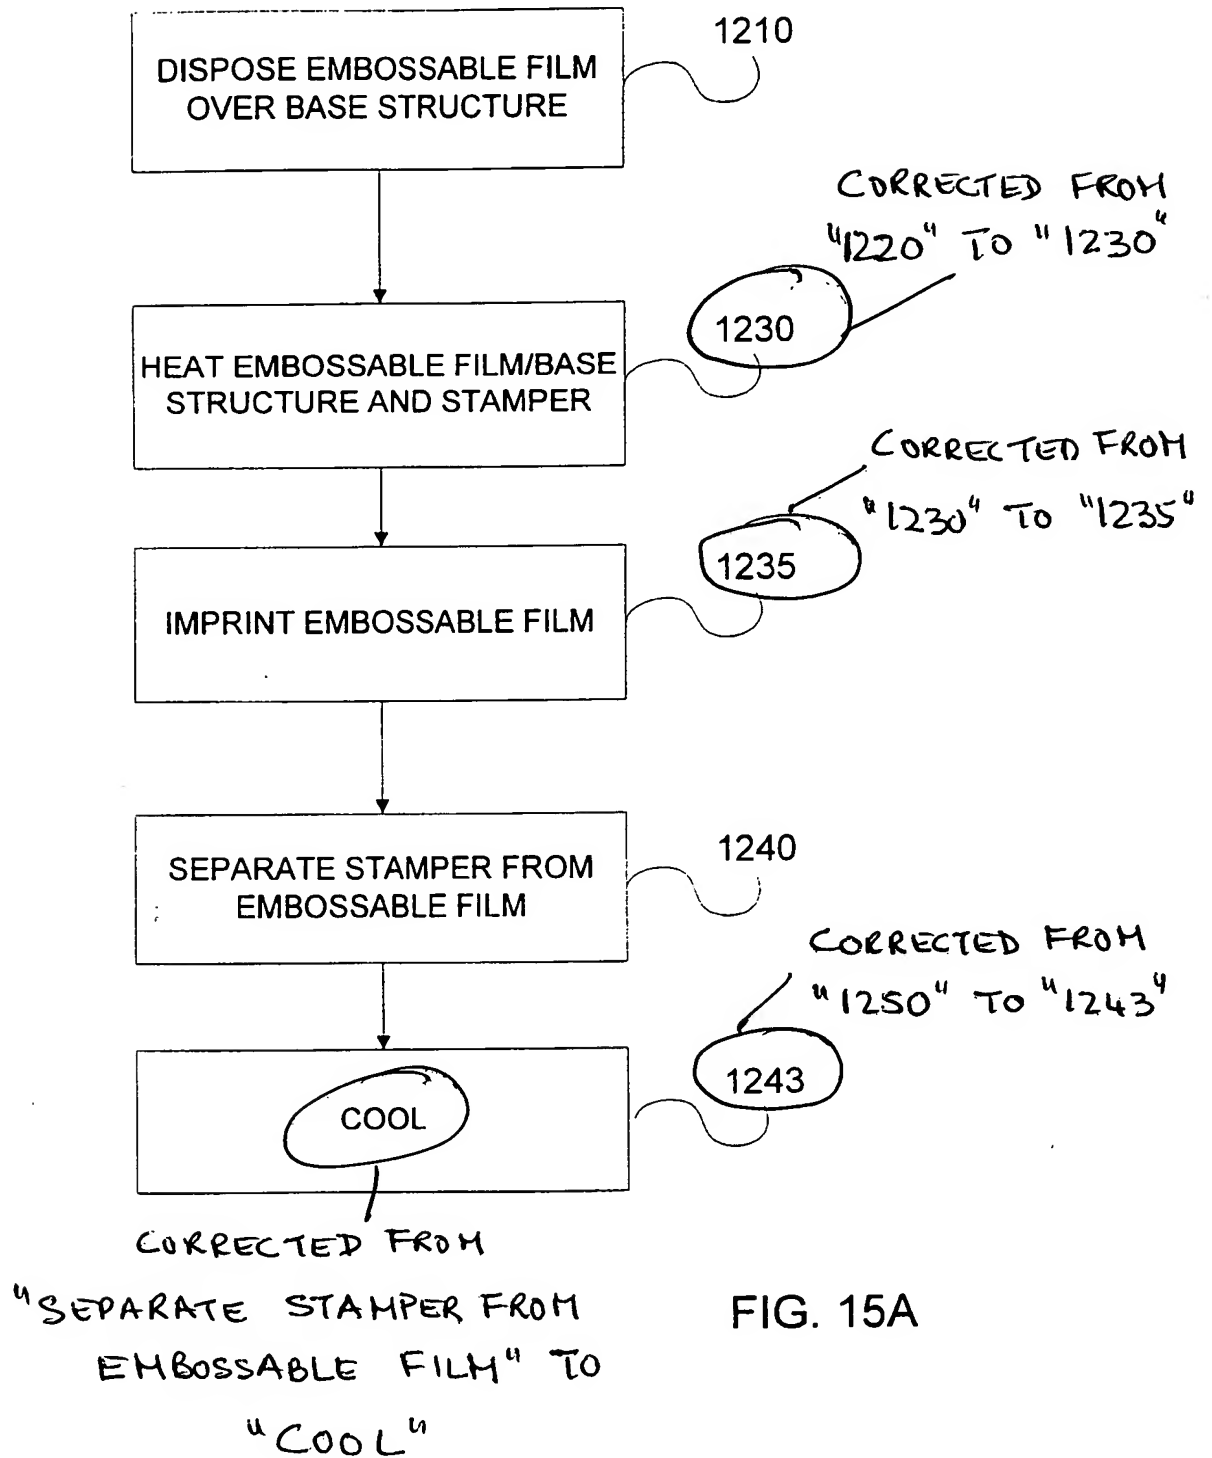 1210
DISPOSE EMBOSSABLE FILM
OVER BASE STRUCTURE
CORRECTED FROM
"1220" TO "1230"
1230
HEAT EMBOSSABLE FILM/BASE
STRUCTURE AND STAMPER
CORRECTED FROM
"1230" TO "1235"
1235
IMPRINT EMBOSSABLE FILM
1240
SEPARATE STAMPER FROM
EMBOSSABLE FILM
CORRECTED FROM
"1250" TO "1243"
1243
COOL
CORRECTED FROM
"SEPARATE STAMPER FROM
EMBOSSABLE FILM" TO
"COOL"
FIG. 15A